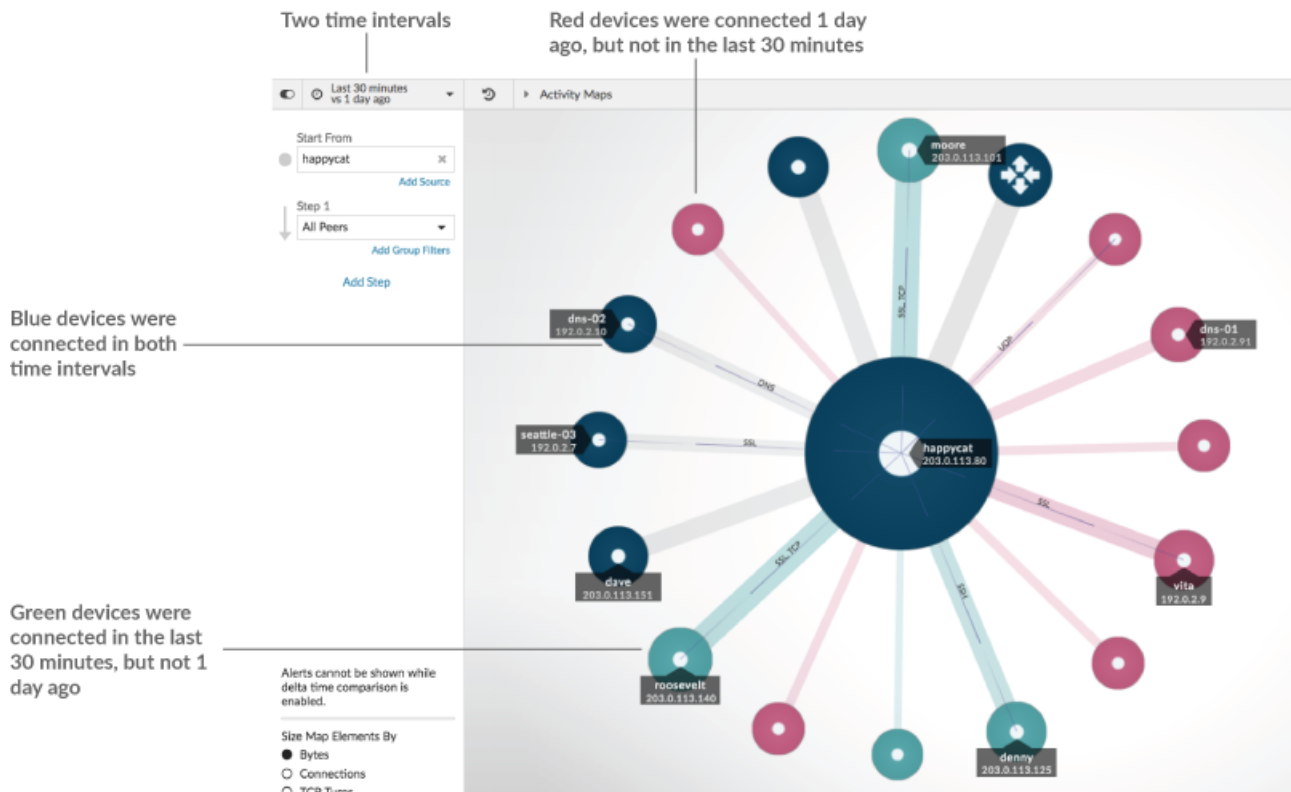 Two time intervals
Red devices were connected 1 day
ago, but not in the last 30 minutes
Last 30 minutes
vs 1 day ago
Activity Maps
Start From
happycat
Add Source
Step 1
All Peers
Add Group Filters
Add Step
Blue devices were
connected in both
time intervals
Green devices were
connected in the last
30 minutes, but not 1
day ago
Alerts cannot be shown while
delta time comparison is
enabled.
Size Map Elements By
Bytes
Connections
TCP Turns
moore
203.0.113.101
SSL, TCP
UDP
dns-01
192.0.2.91
dns-02
192.0.2.10
DNS
seattle-03
192.0.2.7
SSL
happycat
203.0.113.80
SSL
vita
192.0.2.9
dave
203.0.113.151
SSL, TCP
SSH
roosevelt
203.0.113.140
denny
203.0.113.125